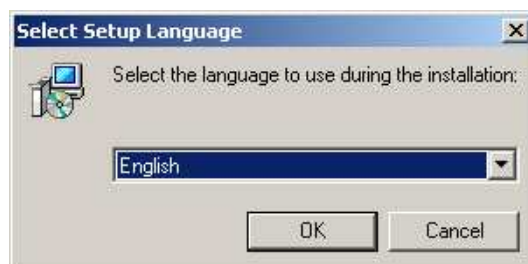 Select Setup Language
Select the language to use during the installation:
English
OK
Cancel